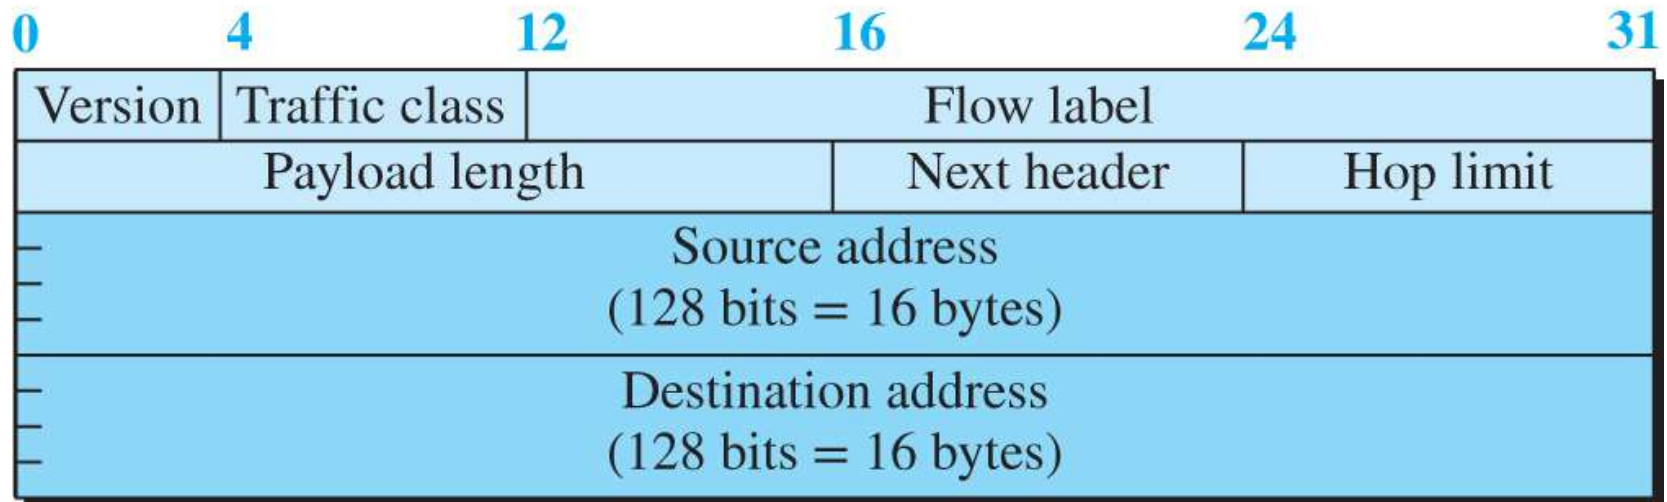 0 4 12 16 24 31
Version Traffic class Flow label
Payload length Next header Hop limit
Source address
(128 bits = 16 bytes)
Destination address
(128 bits = 16 bytes)